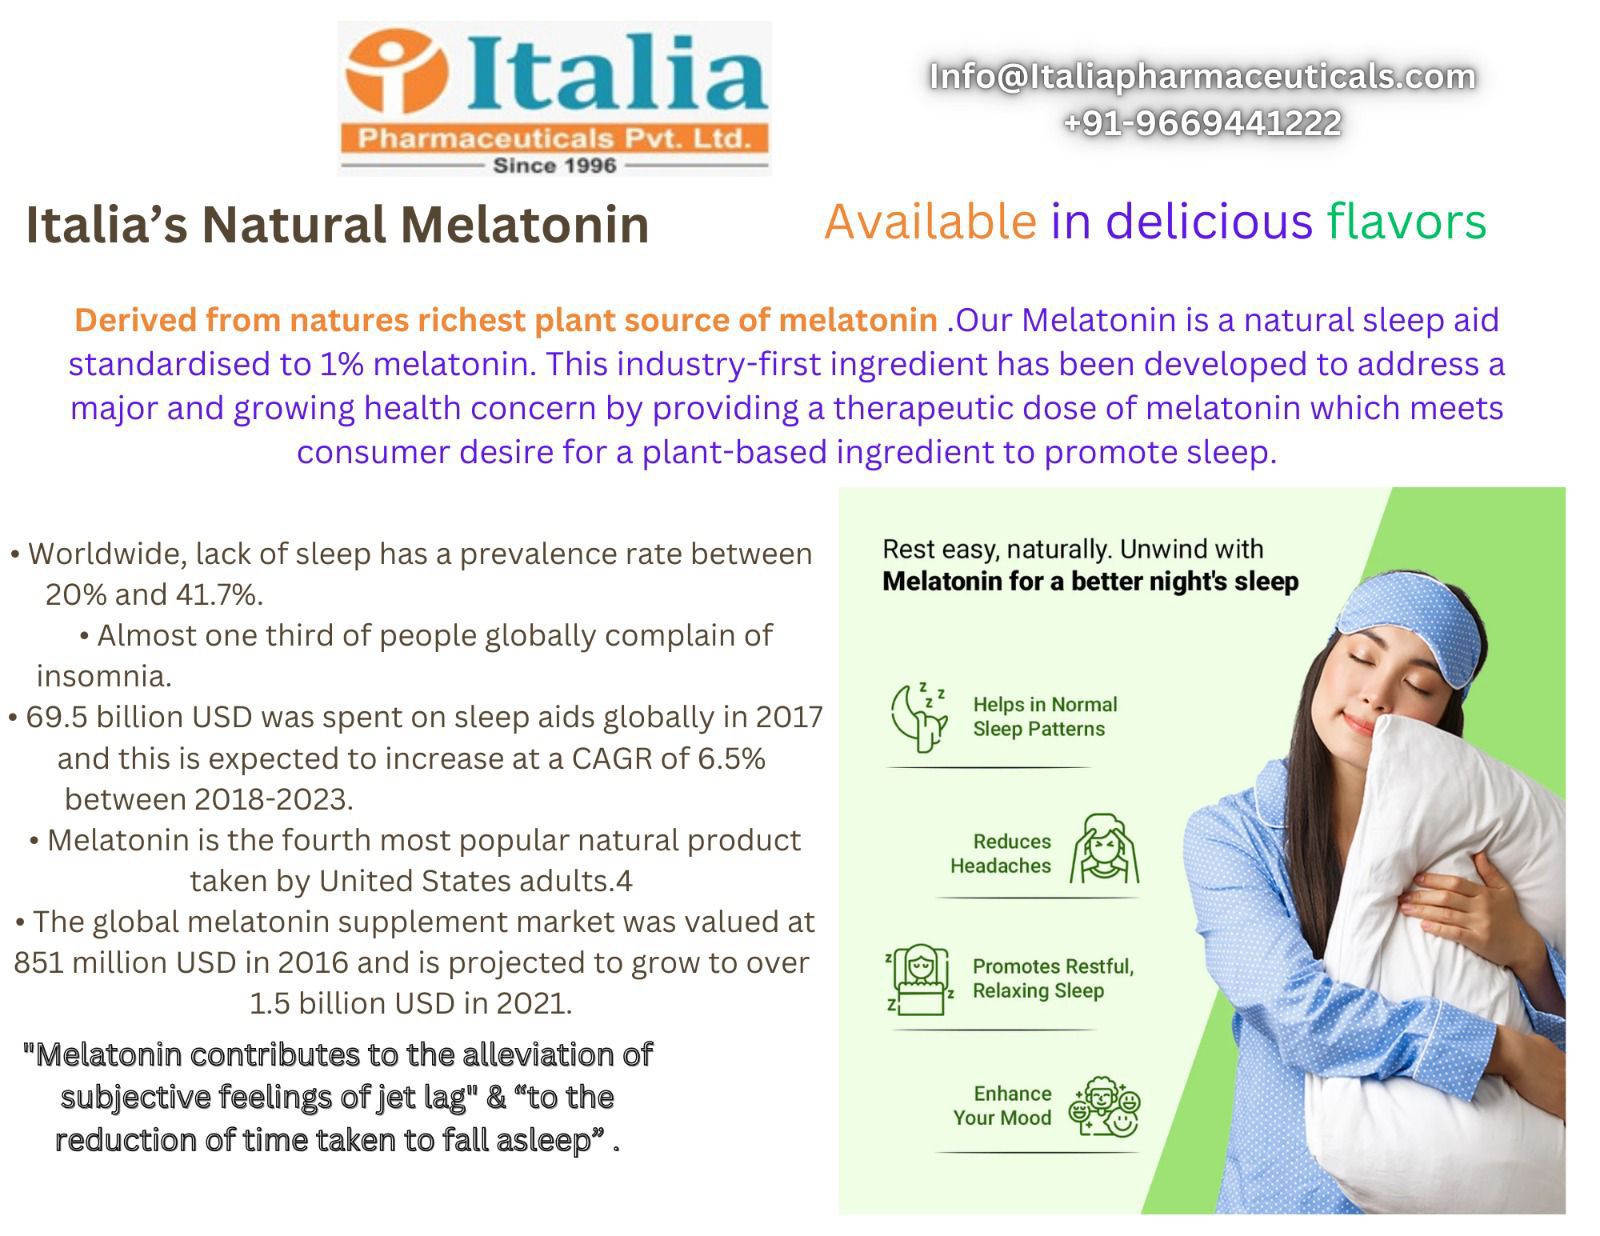 Italia
Pharmaceuticals Pvt. Ltd.
Since 1996
Info@Italiapharmaceuticals.com
+91-9669441222
Italia’s Natural Melatonin
Available in delicious flavors
Derived from natures richest plant source of melatonin .Our Melatonin is a natural sleep aid
standardised to 1% melatonin. This industry-first ingredient has been developed to address a
major and growing health concern by providing a therapeutic dose of melatonin which meets
consumer desire for a plant-based ingredient to promote sleep.
• Worldwide, lack of sleep has a prevalence rate between
20% and 41.7%.
• Almost one third of people globally complain of
insomnia.
• 69.5 billion USD was spent on sleep aids globally in 2017
and this is expected to increase at a CAGR of 6.5%
between 2018-2023.
• Melatonin is the fourth most popular natural product
taken by United States adults.4
• The global melatonin supplement market was valued at
851 million USD in 2016 and is projected to grow to over
1.5 billion USD in 2021.
"Melatonin contributes to the alleviation of
subjective feelings of jet lag" & “to the
reduction of time taken to fall asleep” .
Rest easy, naturally. Unwind with
Melatonin for a better night's sleep
z z z z
Helps in Normal
Sleep Patterns
Reduces
Headaches
z z z
Promotes Restful,
Relaxing Sleep
Enhance
Your Mood